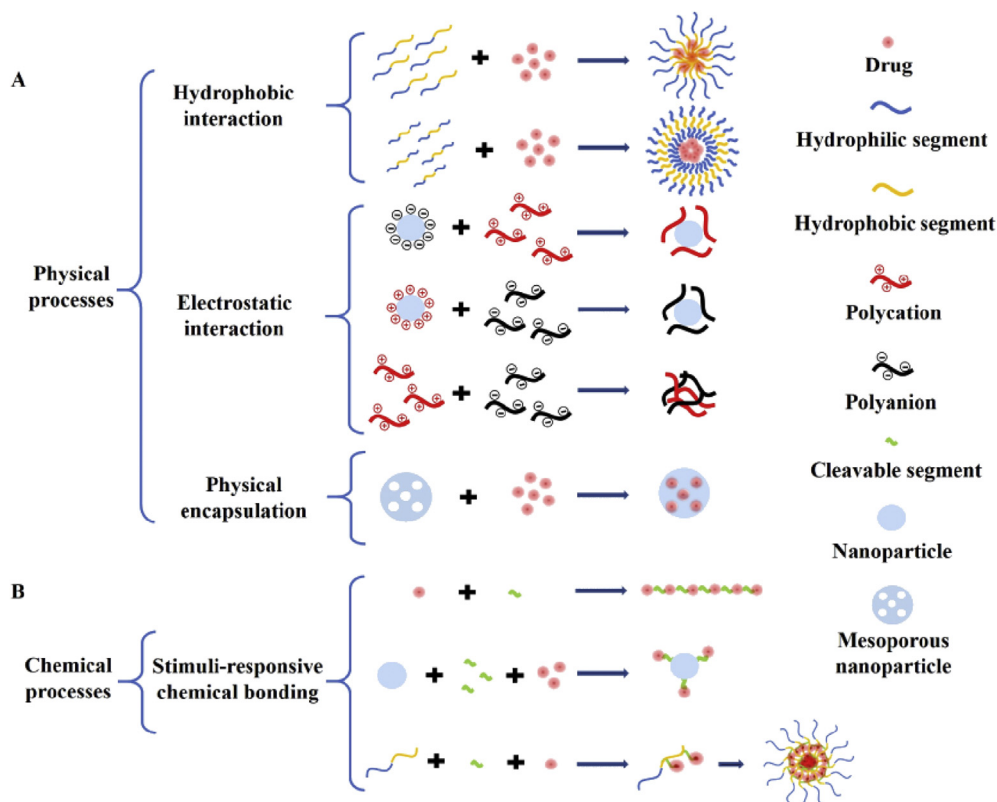 A
Physical
processes
Hydrophobic
interaction
Electrostatic
interaction
Physical
encapsulation
B
Chemical
processes
Stimuli-responsive
chemical bonding
Drug
Hydrophilic segment
Hydrophobic segment
Polycation
Polyanion
Cleavable segment
Nanoparticle
Mesoporous
nanoparticle